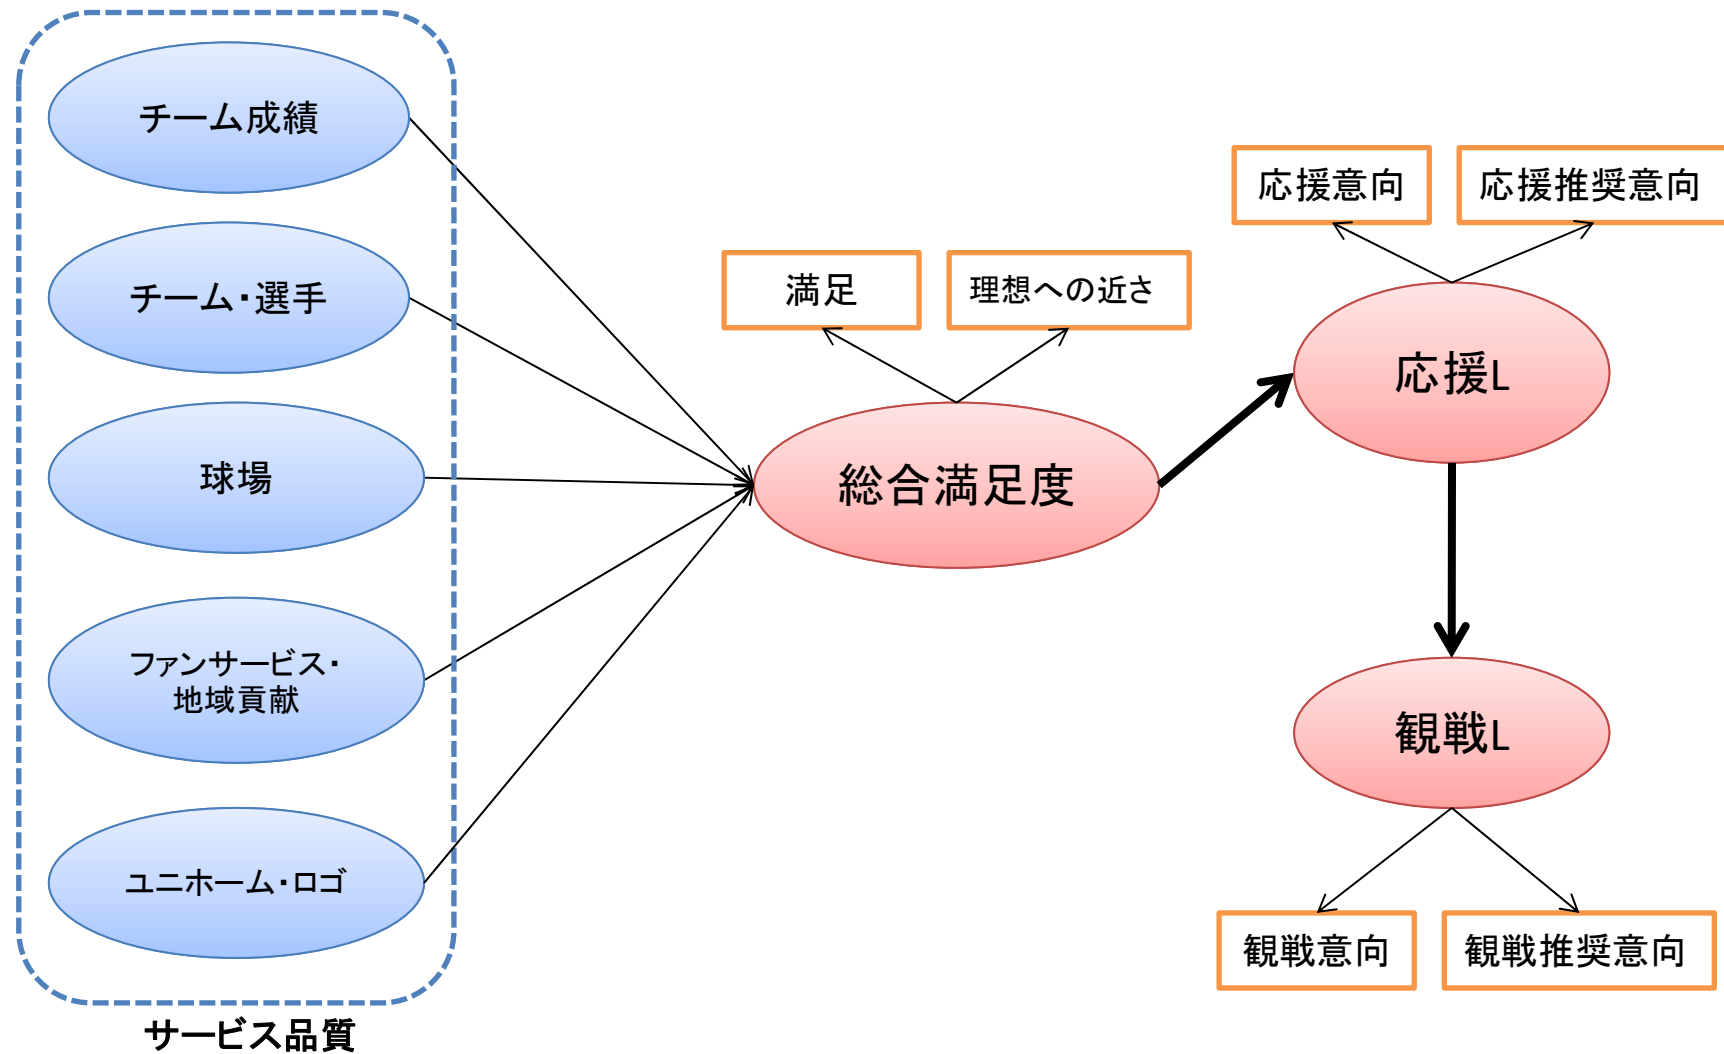 チーム成績
チーム・選手
球場
ファンサービス・
地域貢献
ユニホーム・ロゴ
サービス品質
満足
理想への近さ
総合満足度
応援意向
応援推奨意向
応援L
観戦L
観戦意向
観戦推奨意向